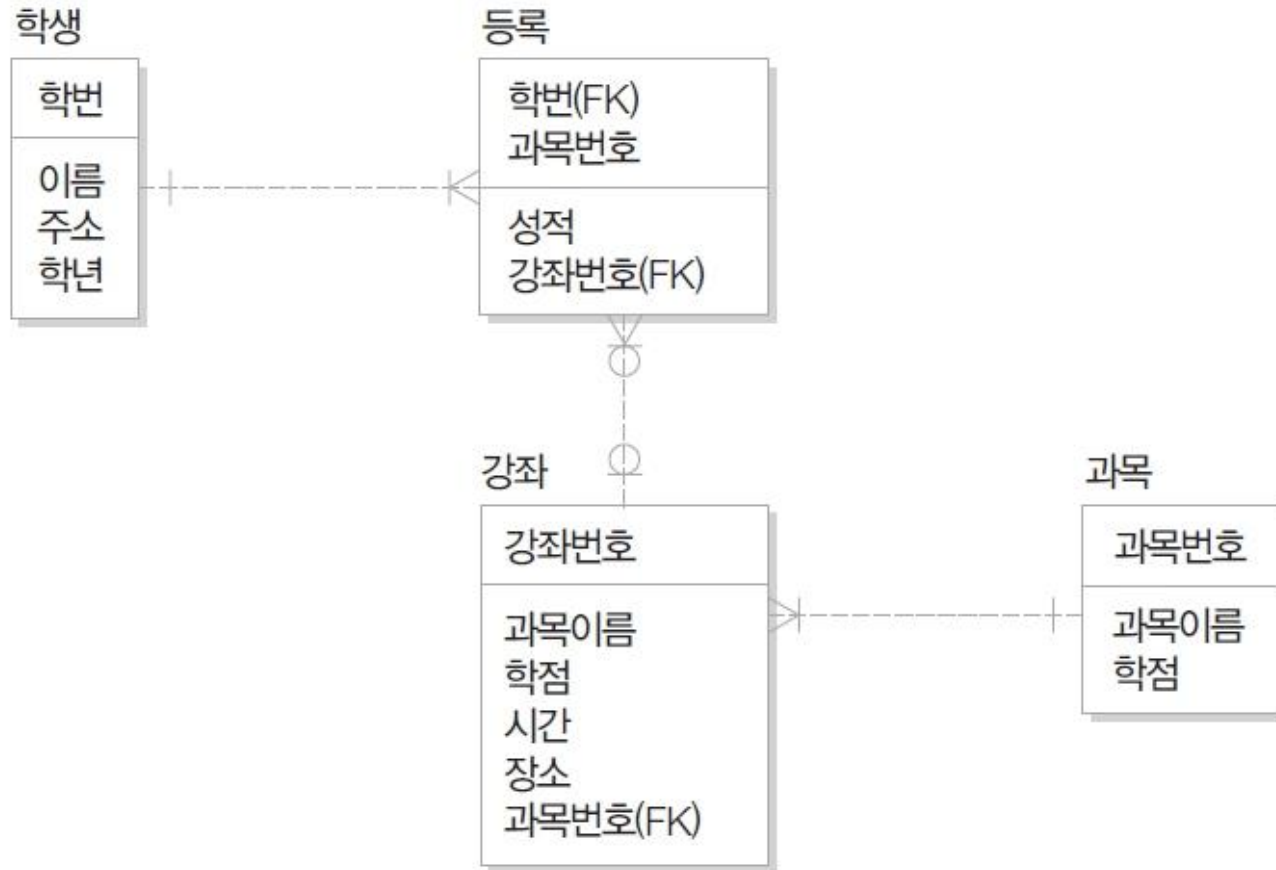 학생
학번
이름
주소
학년
등록
학번(FK)
과목번호
성적
강좌번호(FK)
강좌
강좌번호
과목이름
학점
시간
장소
과목번호(FK)
과목
과목번호
과목이름
학점